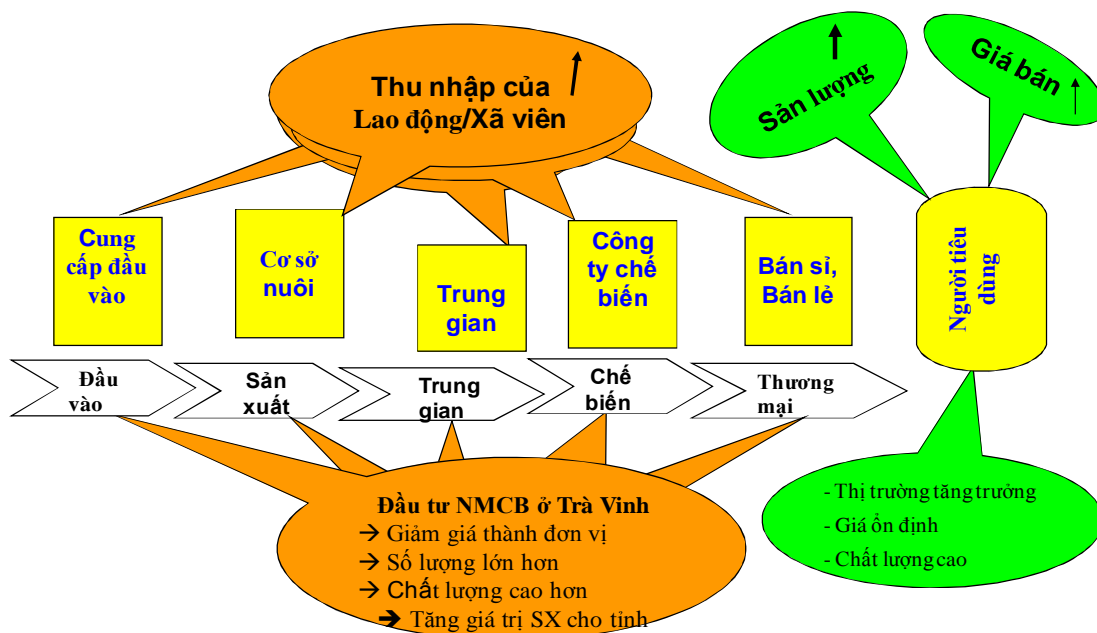 Thu nhập của
Lao động/Xã viên
Sản lượng
Giá bán
Cung
cấp đầu
vào
Cơ sở
nuôi
Trung
gian
Công
ty chế
biến
Bán sỉ,
Bán lẻ
Người tiêu
dùng
Đầu
vào
Sản
xuất
Trung
gian
Chế
biến
Thương
mại
Đầu tư NMCB ở Trà Vinh
→ Giảm giá thành đơn vị
→ Số lượng lớn hơn
→ Chất lượng cao hơn
➔ Tăng giá trị SX cho tỉnh
- Thị trường tăng trưởng
- Giá ổn định
- Chất lượng cao